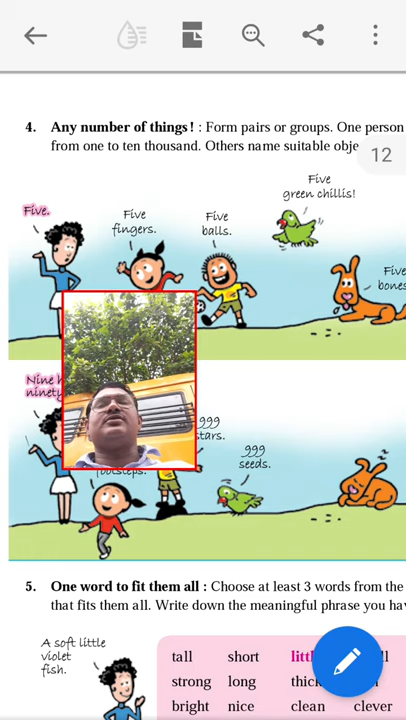 4. Any number of things! : Form pairs or groups. One person
from one to ten thousand. Others name suitable obje
12
Five
green chillis!
Five.
Five
fingers.
Five
balls.
Five
bones
Nine
ninety
999
stars.
999
seeds.
footsteps.
5. One word to fit them all : Choose at least 3 words from the
that fits them all. Write down the meaningful phrase you ha
A soft little
violet
fish.
tall short
strong long thick
bright nice clean clever